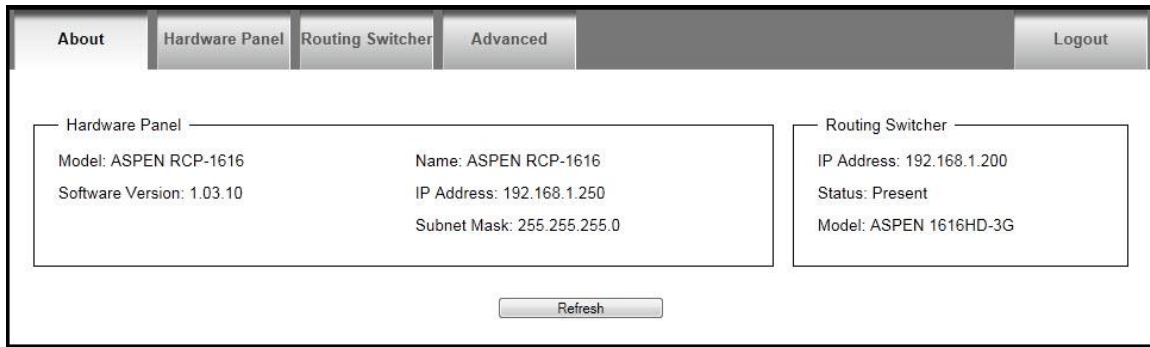 About
Hardware Panel
Routing Switcher
Advanced
Logout
Hardware Panel
Model: ASPEN RCP-1616
Software Version: 1.03.10
Name: ASPEN RCP-1616
IP Address: 192.168.1.250
Subnet Mask: 255.255.255.0
Routing Switcher
IP Address: 192.168.1.200
Status: Present
Model: ASPEN 1616HD-3G
Refresh